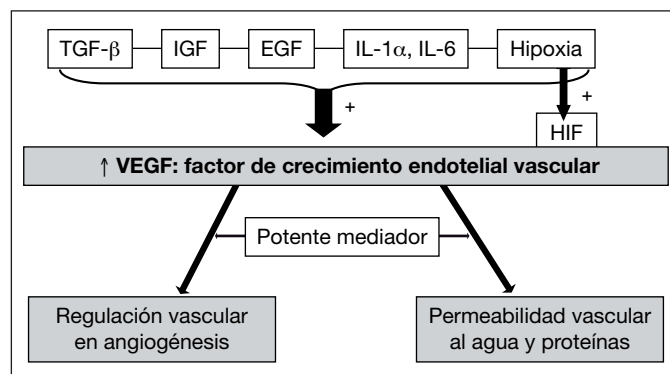 TGF-β IGF EGF IL-1α, IL-6 Hipoxia
+
+
HIF
↑ VEGF: factor de crecimiento endotelial vascular
Potente mediador
Regulación vascular
en angiogénesis
Permeabilidad vascular
al agua y proteínas